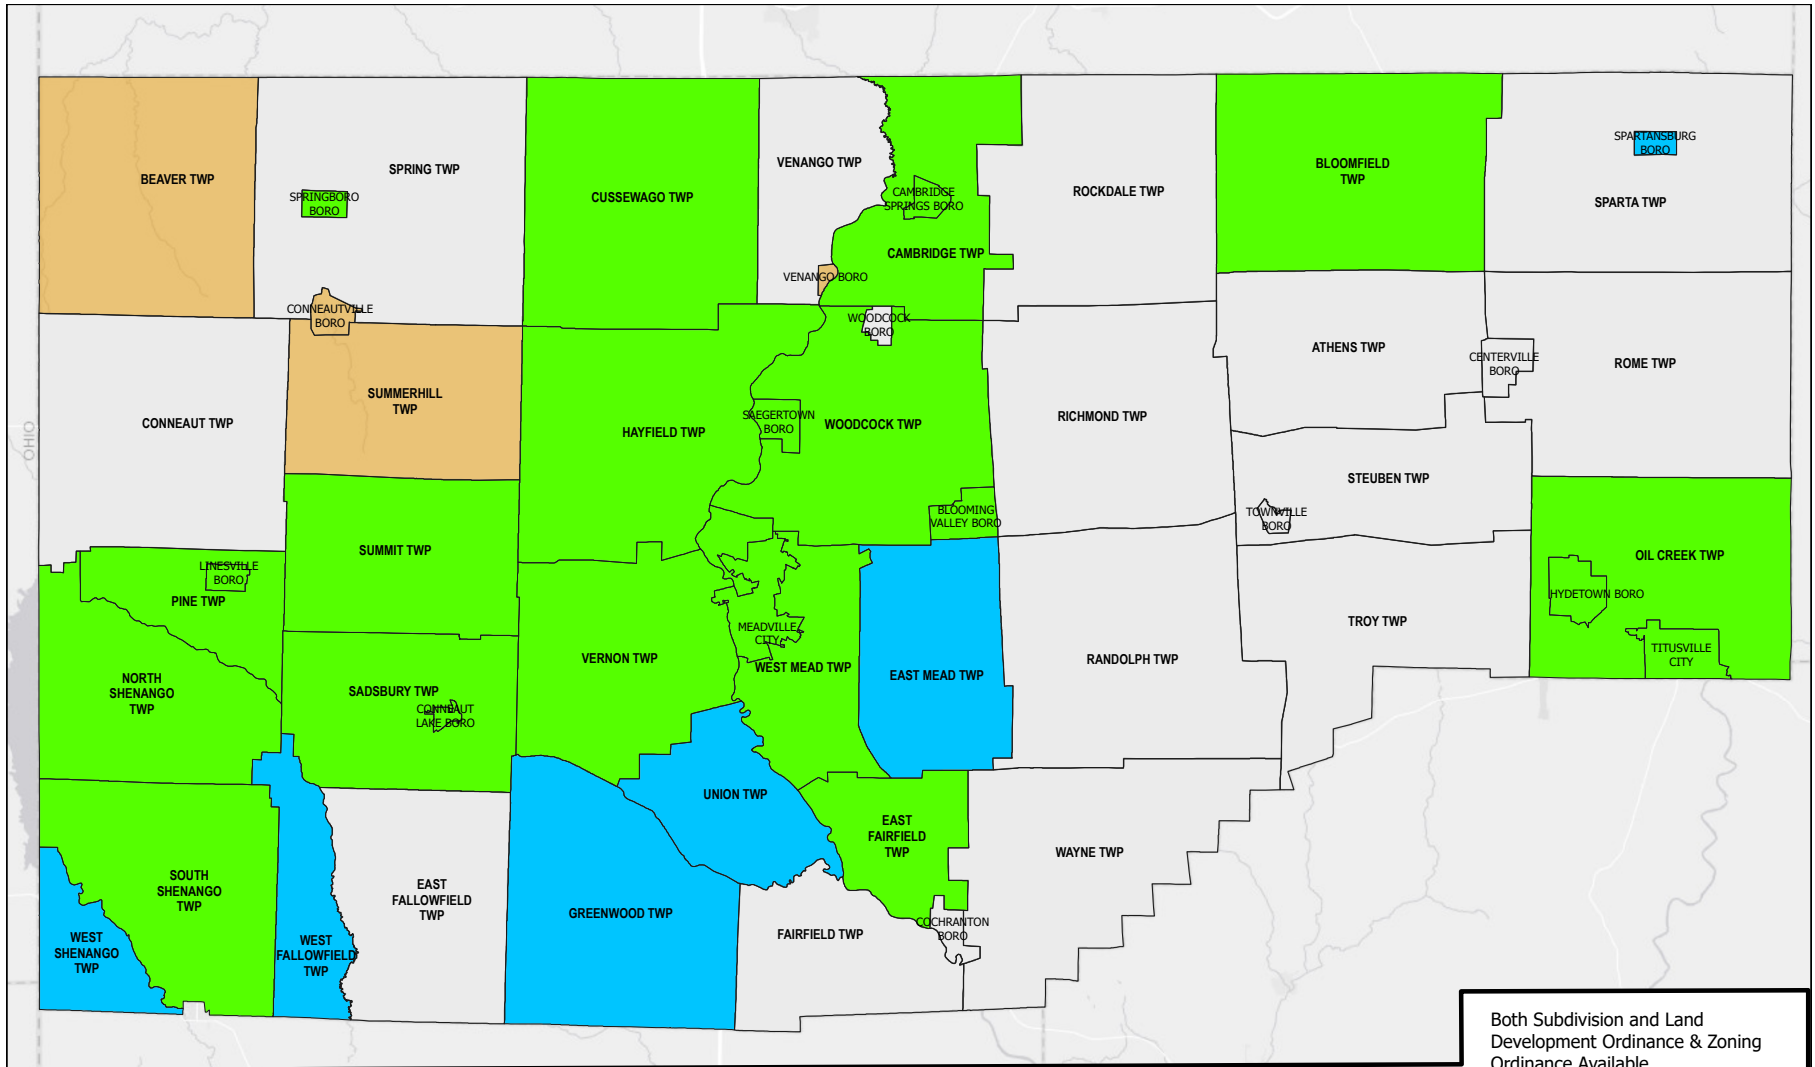 SPARTANSBURG
BORO
BEAVER TWP
SPRING TWP
VENANGO TWP
BLOOMFIELD
TWP
SPRINGBORO
BORO
CUSSEWAGO TWP
CAMBRIDGE
SPRINGS BORO
ROCKDALE TWP
SPARTA TWP
CAMBRIDGE TWP
VENANGO BORO
CONNEAUTVILLE
BORO
WOODCOCK
BORO
ATHENS TWP
CENTERVILLE
BORO
ROME TWP
SUMMERHILL
TWP
CONNEAUT TWP
OHIO
HAYFIELD TWP
SAEGERTOWN
BORO
WOODCOCK TWP
RICHMOND TWP
STEUBEN TWP
TOWNVILLE
BORO
BLOOMING
VALLEY BORO
SUMMIT TWP
OIL CREEK TWP
LINESVILLE
BORO
PINE TWP
HYDETOWN BORO
MEADVILLE
CITY
TROY TWP
TITUSVILLE
CITY
VERNON TWP
WEST MEAD TWP
EAST MEAD TWP
RANDOLPH TWP
NORTH
SHENANGO
TWP
SADSBURY TWP
CONNEAUT
LAKE BORO
UNION TWP
EAST
FAIRFIELD
TWP
WAYNE TWP
SOUTH
SHENANGO
TWP
EAST
FALLOWFIELD
TWP
GREENWOOD TWP
FAIRFIELD TWP
COCHRANTON
BORO
WEST
SHENANGO
TWP
WEST
FALLOWFIELD
TWP
Both Subdivision and Land
Development Ordinance & Zoning
Ordinance Available